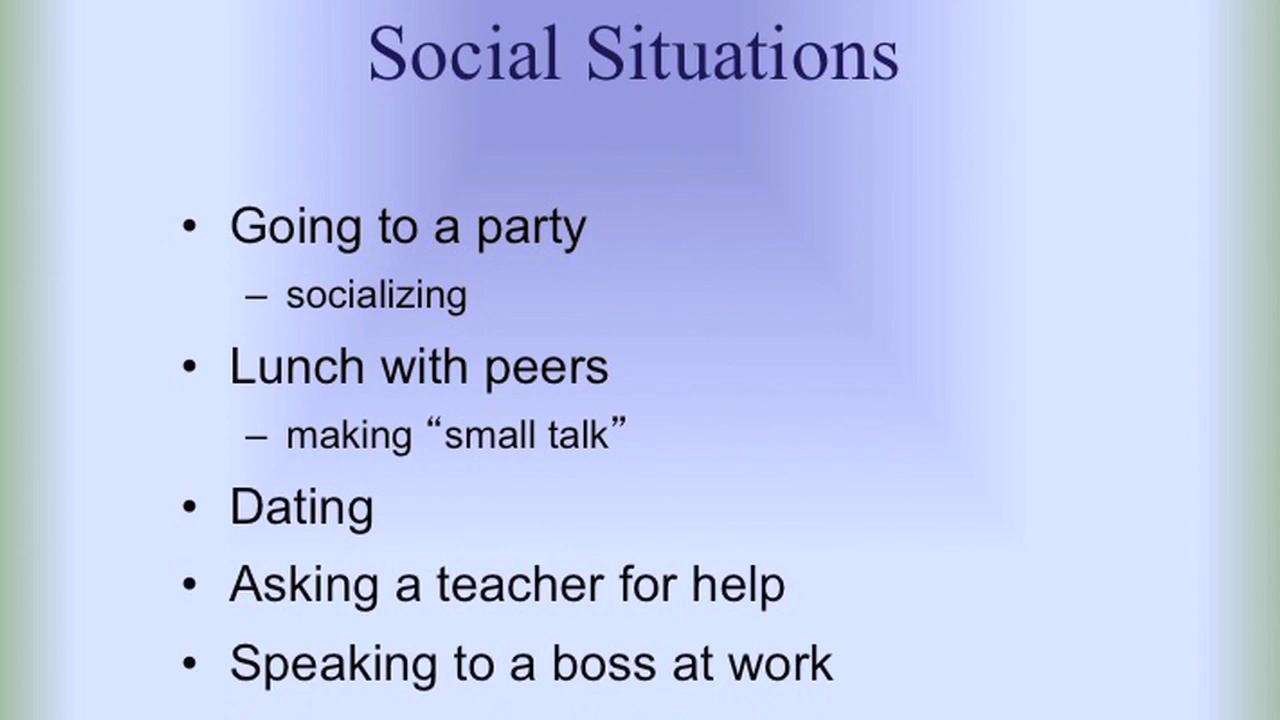 Social Situations
• Going to a party
– socializing
• Lunch with peers
– making “small talk”
• Dating
• Asking a teacher for help
• Speaking to a boss at work